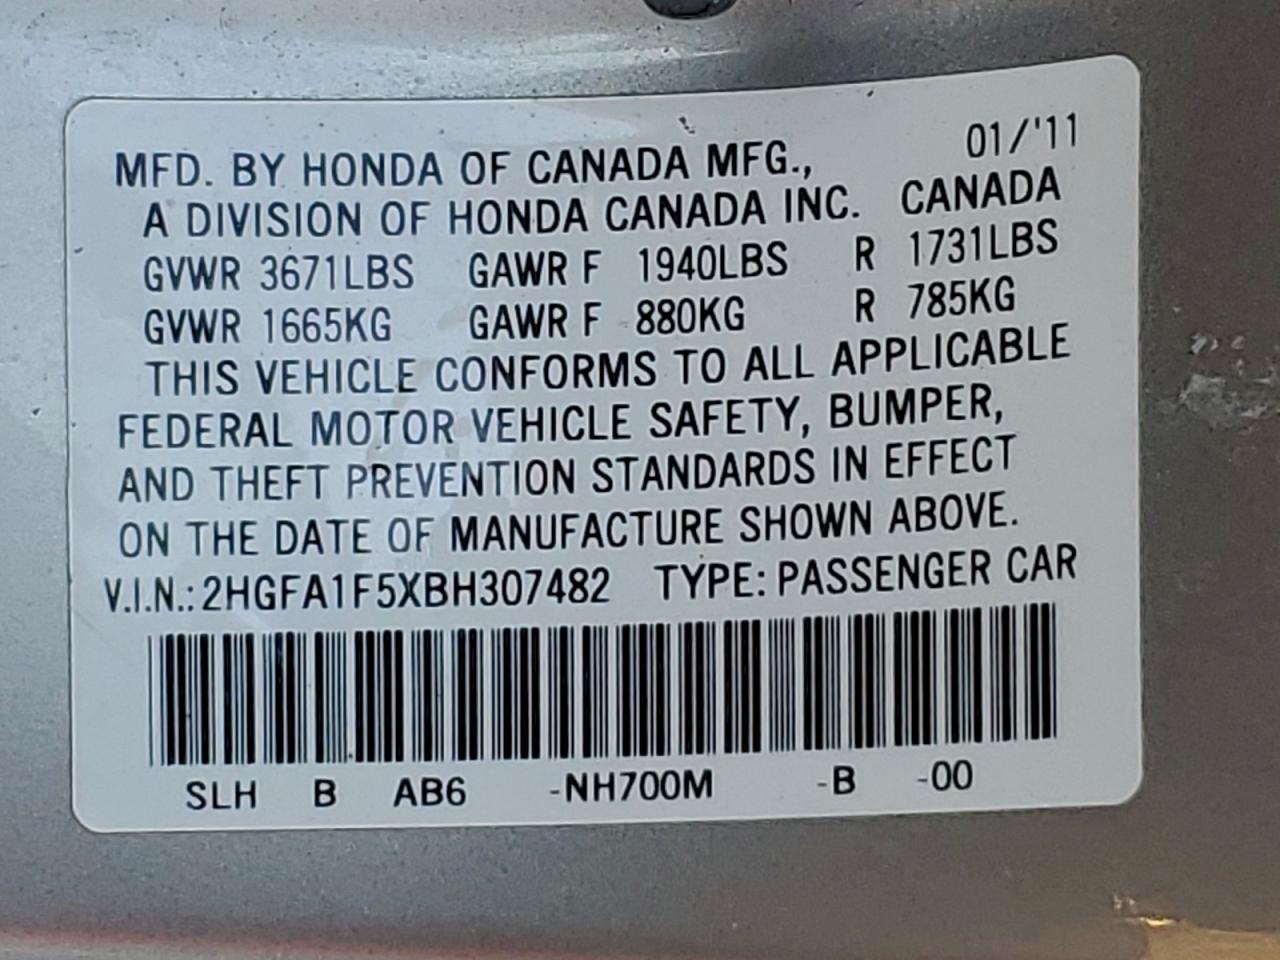 01/'11
MFD. BY HONDA OF CANADA MFG.,
A DIVISION OF HONDA CANADA INC. CANADA
GVWR 3671LBS GAWR F 1940LBS R 1731LBS
GVWR 1665KG GAWR F 880KG R 785KG
THIS VEHICLE CONFORMS TO ALL APPLICABLE
FEDERAL MOTOR VEHICLE SAFETY, BUMPER,
AND THEFT PREVENTION STANDARDS IN EFFECT
ON THE DATE OF MANUFACTURE SHOWN ABOVE.
V.I.N.: 2HGFA1F5XBH307482 TYPE: PASSENGER CAR
SLH B AB6 -NH700M -B -00